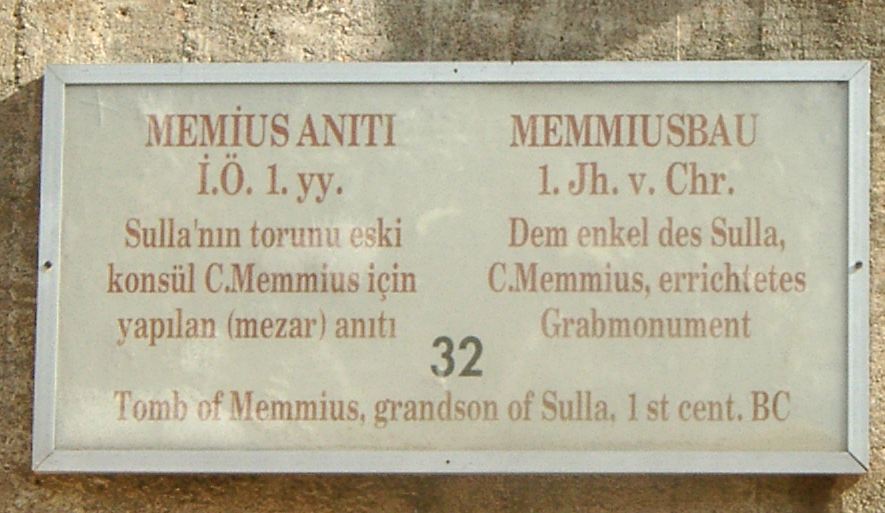 MEMİUS ANITI
İ.Ö. 1. yy.
Sulla'nın torunu eski
konsül C.Memmius için
yapılan (mezar) anıtı
MEMMIUSBAU
1. Jh. v. Chr.
Dem enkel des Sulla,
C.Memmius, errichtetes
Grabmonument
32
Tomb of Memmius, grandson of Sulla, 1 st cent. BC